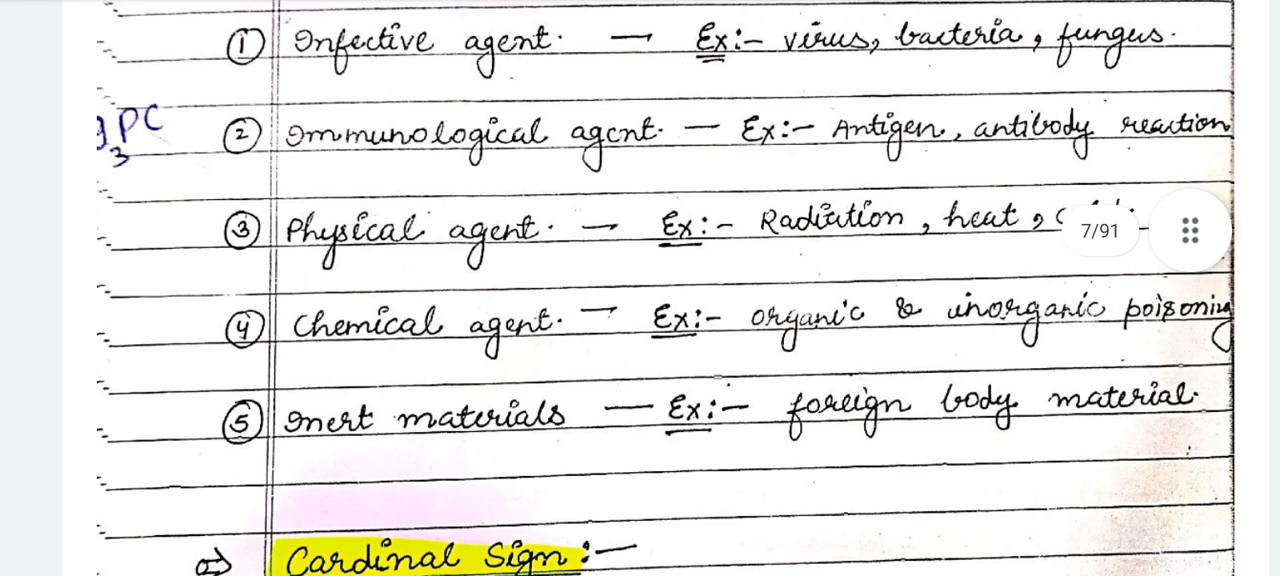 ① Infective agent. → Ex:- virus, bacteria, fungus.
I3PC
② Immunological agent. — Ex:- Antigen, antibody reaction
③ Physical agent. → Ex:- Radiation, heat,
7/91
④ Chemical agent. → Ex:- organic & inorganic poisoning
⑤ Inert materials — Ex:- foreign body material.
⇒ Cardinal Sign:-